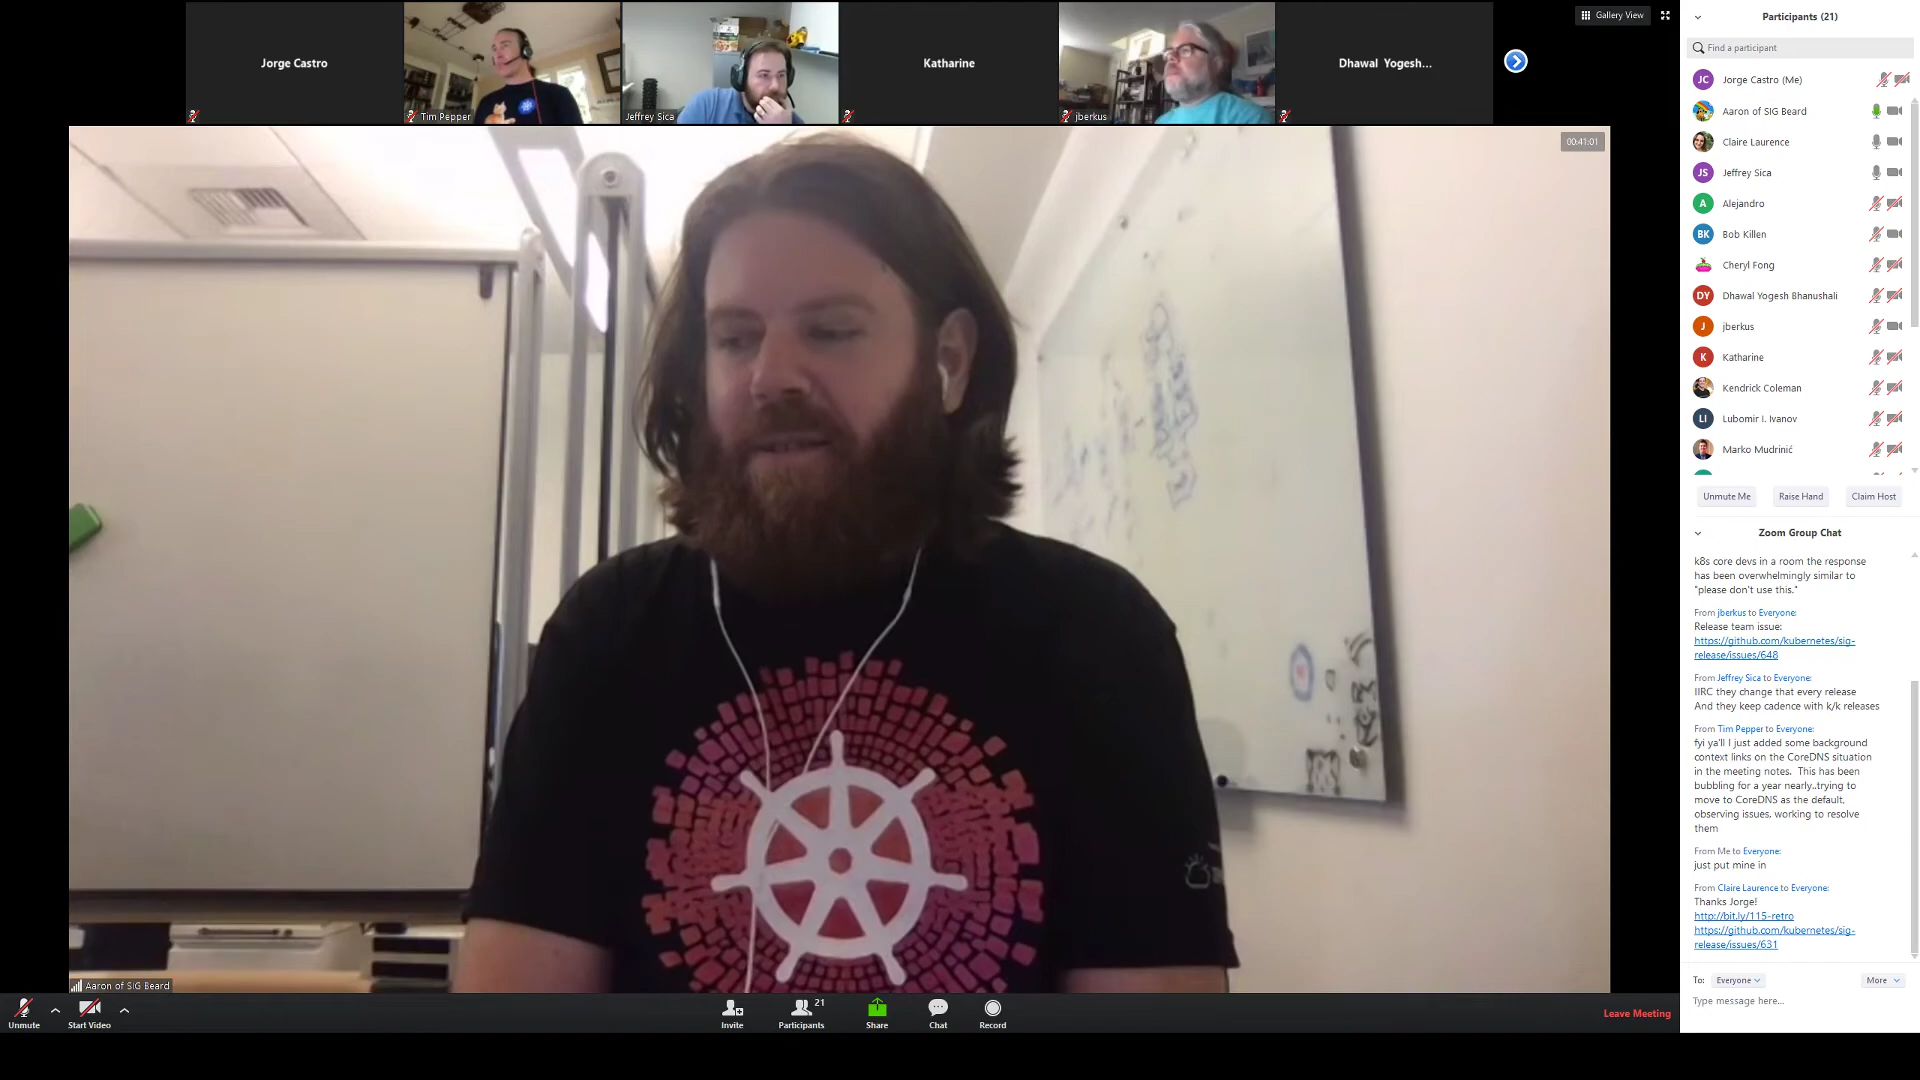 Jorge Castro
Tim Pepper
Jeffrey Sica
Katharine
jberkus
Dhawal Yogesh...
Gallery View
00:41:01
Aaron of SIG Beard
Unmute
Start Video
Invite
Participants
21
Share
Chat
Record
Leave Meeting
Participants (21)
Find a participant
JC Jorge Castro (Me)
Aaron of SIG Beard
Claire Laurence
JS Jeffrey Sica
A Alejandro
BK Bob Killen
Cheryl Fong
DY Dhawal Yogesh Bhanushali
J jberkus
K Katharine
Kendrick Coleman
LI Lubomir I. Ivanov
Marko Mudrinić
Unmute Me
Raise Hand
Claim Host
Zoom Group Chat
k8s core devs in a room the response
has been overwhelmingly similar to
"please don't use this."
From jberkus to Everyone:
Release team issue:
https://github.com/kubernetes/sig-
release/issues/648
From Jeffrey Sica to Everyone:
IIRC they change that every release
And they keep cadence with k/k releases
From Tim Pepper to Everyone:
fyi ya'll I just added some background
context links on the CoreDNS situation
in the meeting notes.  This has been
bubbling for a year nearly..trying to
move to CoreDNS as the default,
observing issues, working to resolve
them
From Me to Everyone:
just put mine in
From Claire Laurence to Everyone:
Thanks Jorge!
http://bit.ly/115-retro
https://github.com/kubernetes/sig-
release/issues/631
To: Everyone
More
Type message here...